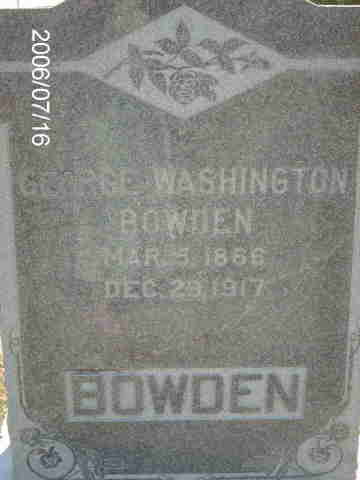 2006/07/16
GEORGE WASHINGTON
BOWDEN
MAR. 5, 1866
DEC. 29, 1917
BOWDEN